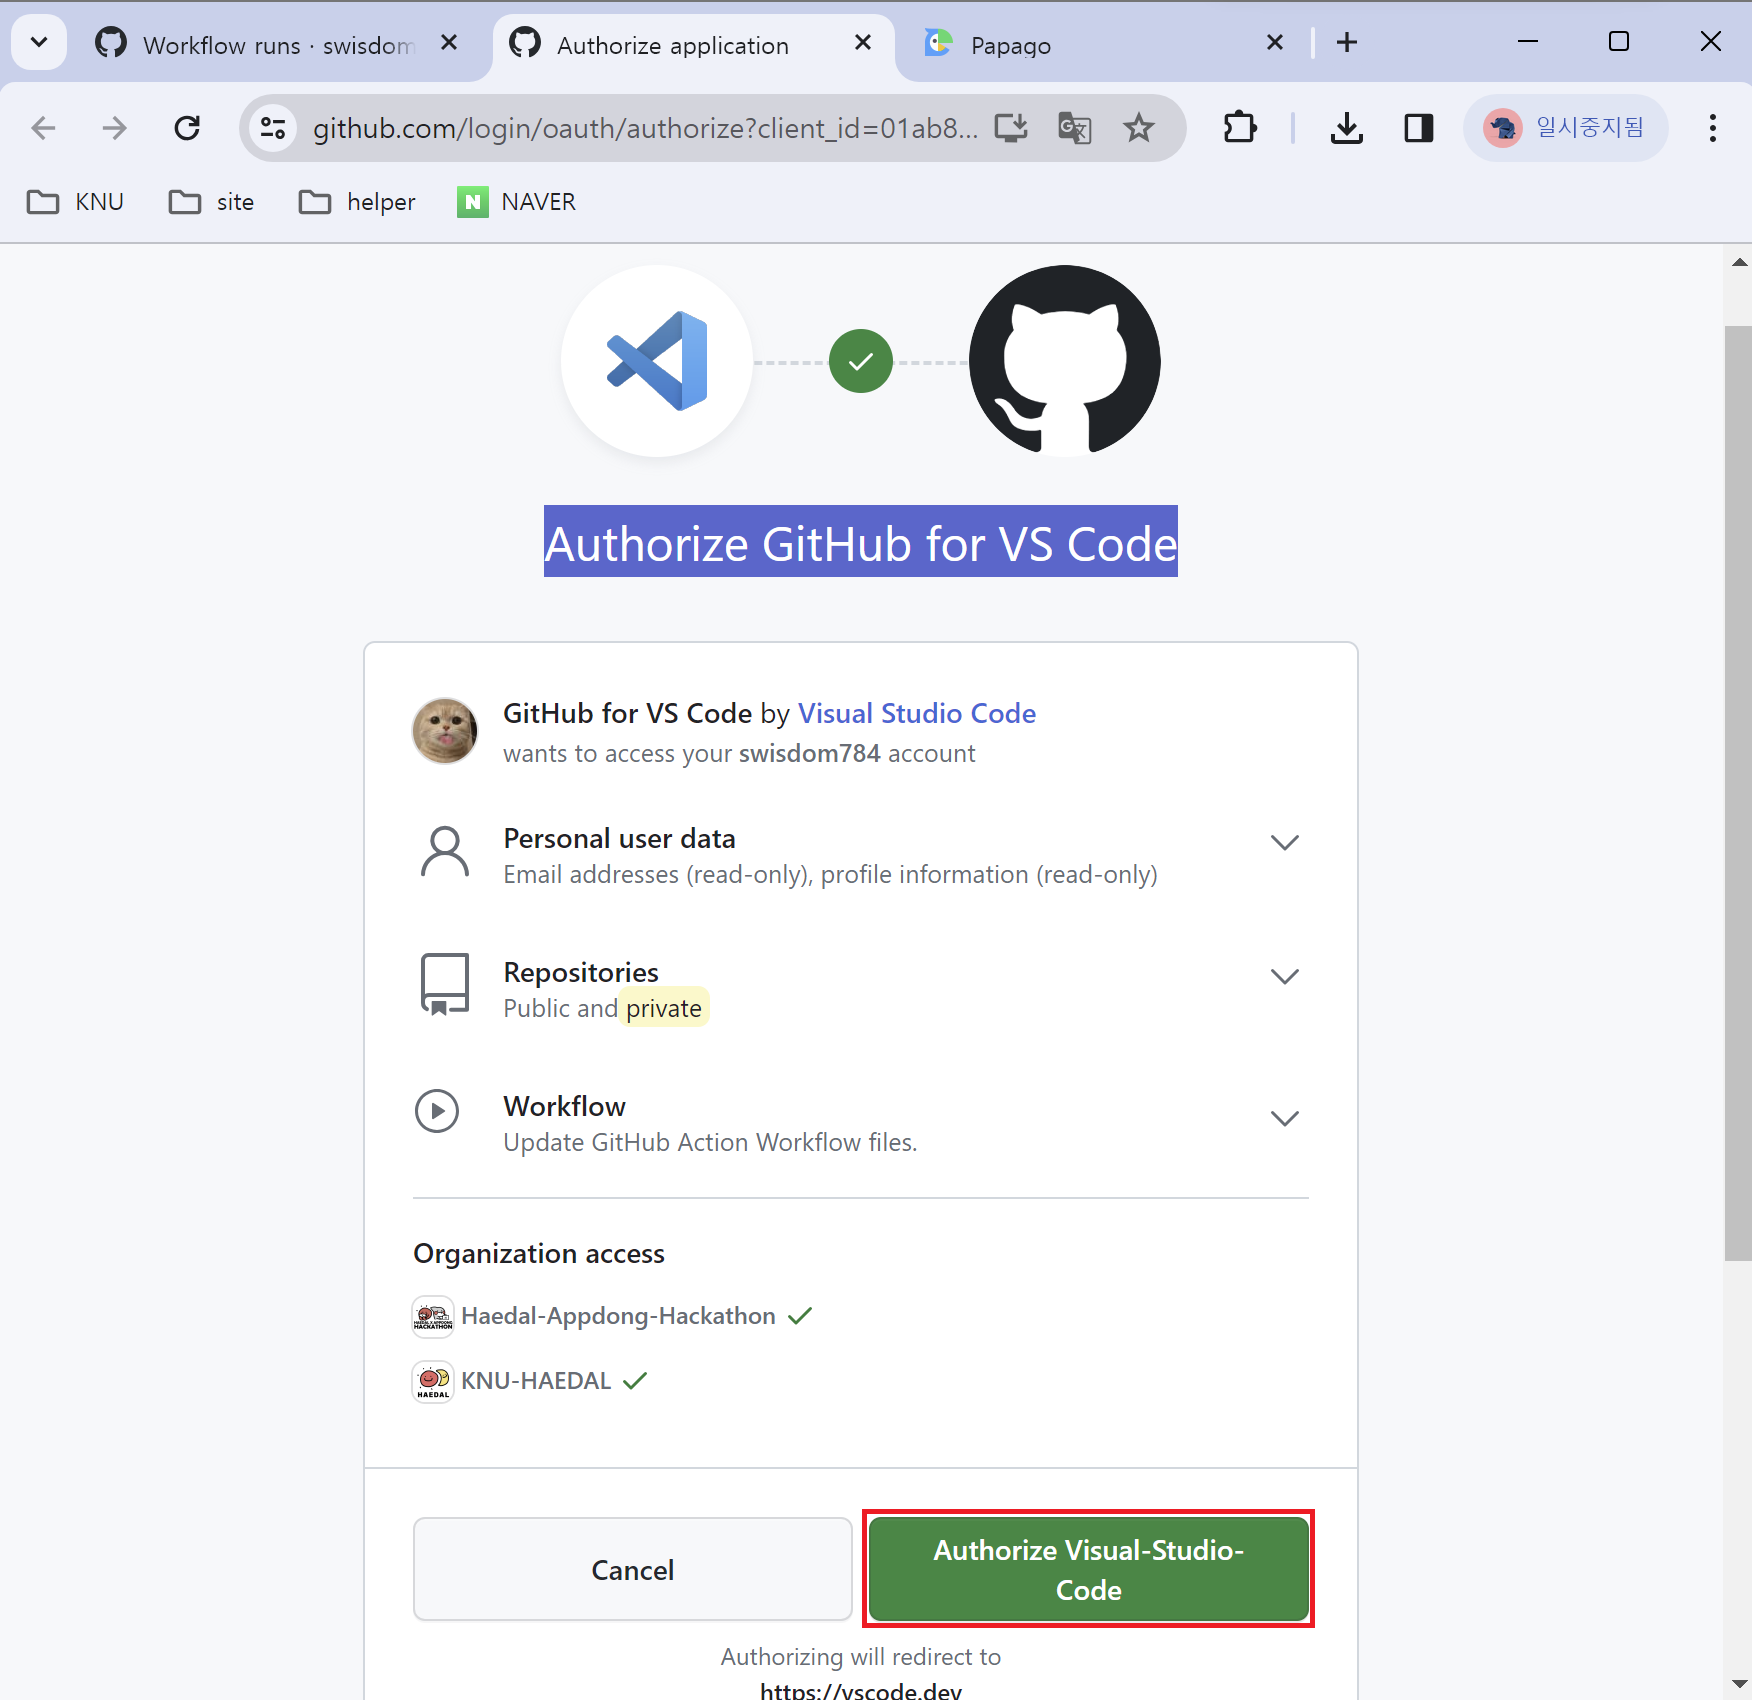 Workflow runs · swisdom
Authorize application
Papago
github.com/login/oauth/authorize?client_id=01ab8...
일시중지됨
KNU
site
helper
N NAVER
Authorize GitHub for VS Code
GitHub for VS Code by Visual Studio Code
wants to access your swisdom784 account
Personal user data
Email addresses (read-only), profile information (read-only)
Repositories
Public and private
Workflow
Update GitHub Action Workflow files.
Organization access
HACKATHON
Haedal-Appdong-Hackathon
HAEDAL
KNU-HAEDAL
Cancel
Authorize Visual-Studio-
Code
Authorizing will redirect to
https://vscode.dev